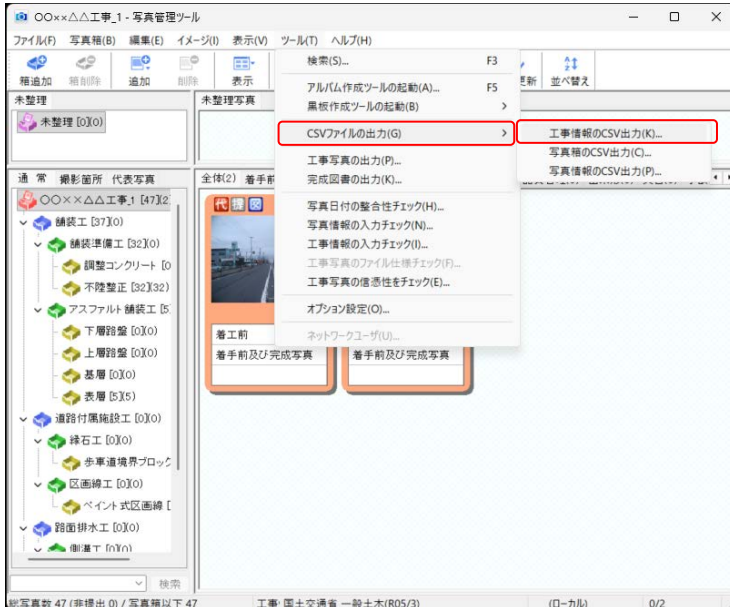 〇〇××△△工事_1 - 写真管理ツール
ファイル(F) 写真箱(B) 編集(E) イメージ(I) 表示(V) ツール(T) ヘルプ(H)
箱追加 箱削除 追加 削除 表示 更新 並べ替え
検索(S)... F3
アルバム作成ツールの起動(A)... F5
黒板作成ツールの起動(B)
CSVファイルの出力(G)
工事写真の出力(P)...
完成図書の出力(K)...
写真日付の整合性チェック(H)...
写真情報の入力チェック(N)...
工事情報の入力チェック(I)...
工事写真のファイル仕様チェック(F)...
工事写真の信憑性をチェック(E)...
オプション設定(O)...
ネットワークユーザ(U)...
工事情報のCSV出力(K)...
写真箱のCSV出力(C)...
写真情報のCSV出力(P)...
未整理
未整理 [0](0)
未整理写真
通 常 撮影箇所 代表写真
〇〇××△△工事_1 [47](2)
舗装工 [37](0)
舗装準備工 [32](0)
調整コンクリート [0
不陸整正 [32](32)
アスファルト舗装工 [5
下層路盤 [0](0)
上層路盤 [0](0)
基層 [0](0)
表層 [5](5)
道路付属施設工 [0](0)
縁石工 [0](0)
歩車道境界ブロック
区画線工 [0](0)
ペイント式区画線 [
路面排水工 [0](0)
側溝工 [0](0)
検索
全体(2) 着手前
代 提 図
着工前
着手前及び完成写真
着手前及び完成写真
総写真数 47 (非提出 0) / 写真箱以下 47 工事: 国土交通省 一般土木(R05/3) (ローカル) 0/2